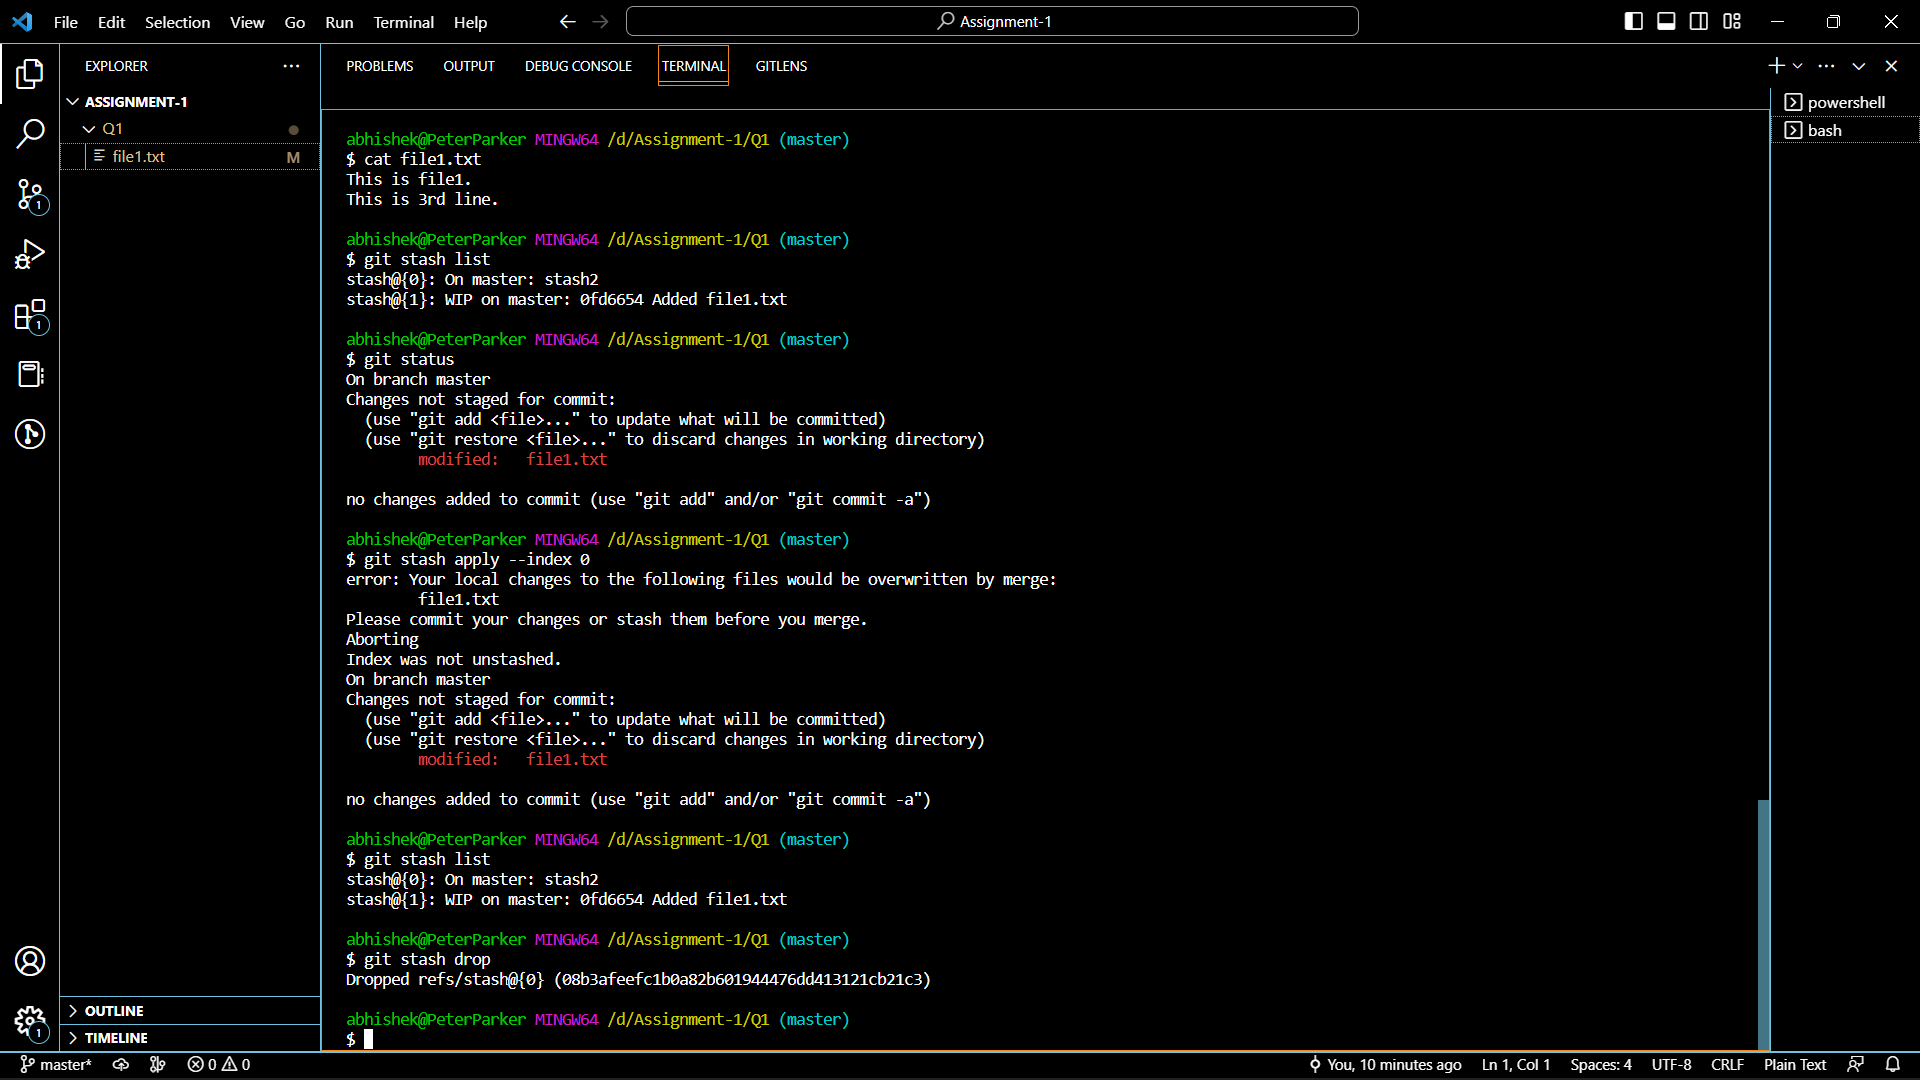 File Edit Selection View Go Run Terminal Help
Assignment-1
EXPLORER
ASSIGNMENT-1
Q1
file1.txt M
1
1
OUTLINE
TIMELINE
1
PROBLEMS OUTPUT DEBUG CONSOLE TERMINAL GITLENS
abhishek@PeterParker MINGW64 /d/Assignment-1/Q1 (master)
$ cat file1.txt
This is file1.
This is 3rd line.
abhishek@PeterParker MINGW64 /d/Assignment-1/Q1 (master)
$ git stash list
stash@{0}: On master: stash2
stash@{1}: WIP on master: 0fd6654 Added file1.txt
abhishek@PeterParker MINGW64 /d/Assignment-1/Q1 (master)
$ git status
On branch master
Changes not staged for commit:
  (use "git add <file>..." to update what will be committed)
  (use "git restore <file>..." to discard changes in working directory)
        modified:   file1.txt
no changes added to commit (use "git add" and/or "git commit -a")
abhishek@PeterParker MINGW64 /d/Assignment-1/Q1 (master)
$ git stash apply --index 0
error: Your local changes to the following files would be overwritten by merge:
        file1.txt
Please commit your changes or stash them before you merge.
Aborting
Index was not unstashed.
On branch master
Changes not staged for commit:
  (use "git add <file>..." to update what will be committed)
  (use "git restore <file>..." to discard changes in working directory)
        modified:   file1.txt
no changes added to commit (use "git add" and/or "git commit -a")
abhishek@PeterParker MINGW64 /d/Assignment-1/Q1 (master)
$ git stash list
stash@{0}: On master: stash2
stash@{1}: WIP on master: 0fd6654 Added file1.txt
abhishek@PeterParker MINGW64 /d/Assignment-1/Q1 (master)
$ git stash drop
Dropped refs/stash@{0} (08b3afeefc1b0a82b601944476dd413121cb21c3)
abhishek@PeterParker MINGW64 /d/Assignment-1/Q1 (master)
$
powershell
bash
master* 0 0 You, 10 minutes ago Ln 1, Col 1 Spaces: 4 UTF-8 CRLF Plain Text